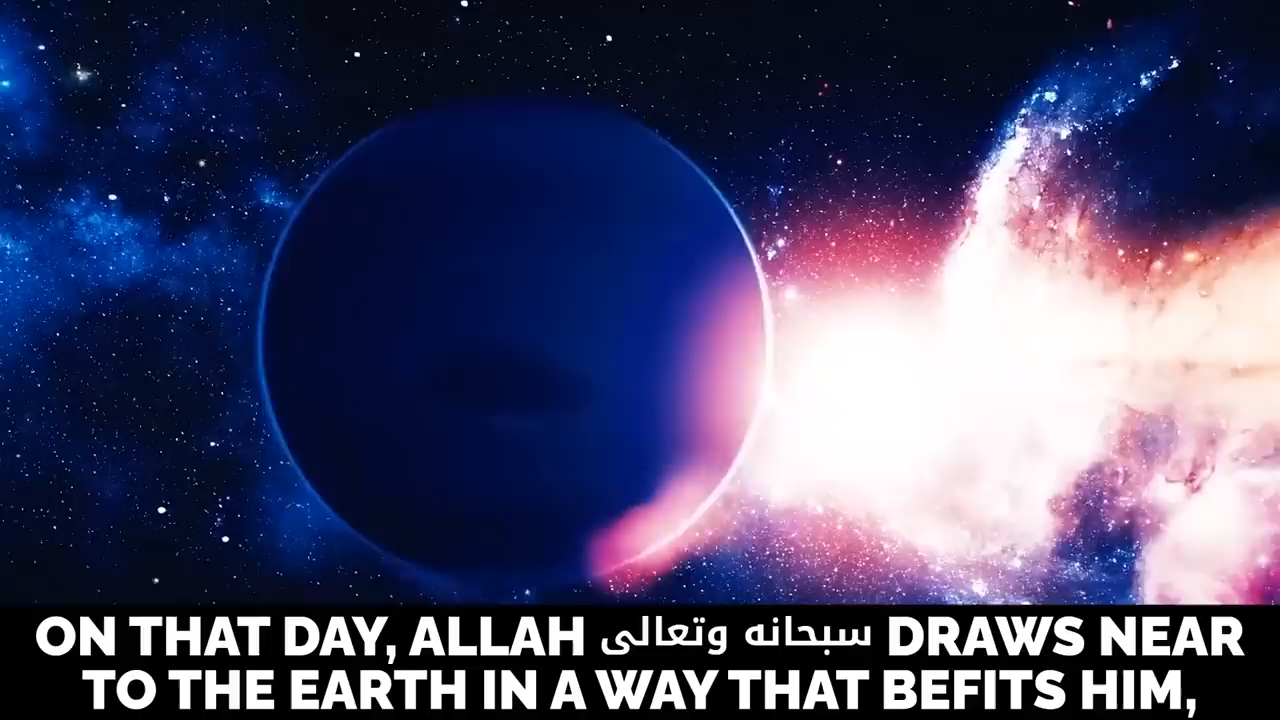 ON THAT DAY, ALLAH سبحانه وتعالى DRAWS NEAR
TO THE EARTH IN A WAY THAT BEFITS HIM,